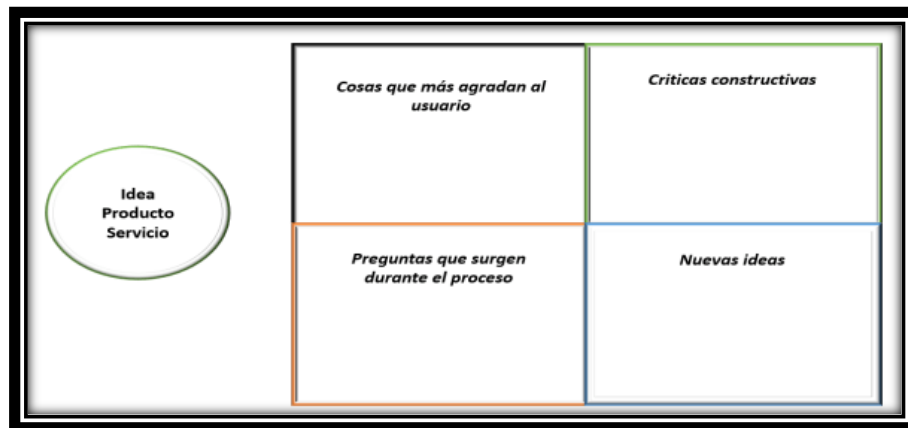 Idea
Producto
Servicio
Cosas que más agradan al
usuario
Criticas constructivas
Preguntas que surgen
durante el proceso
Nuevas ideas